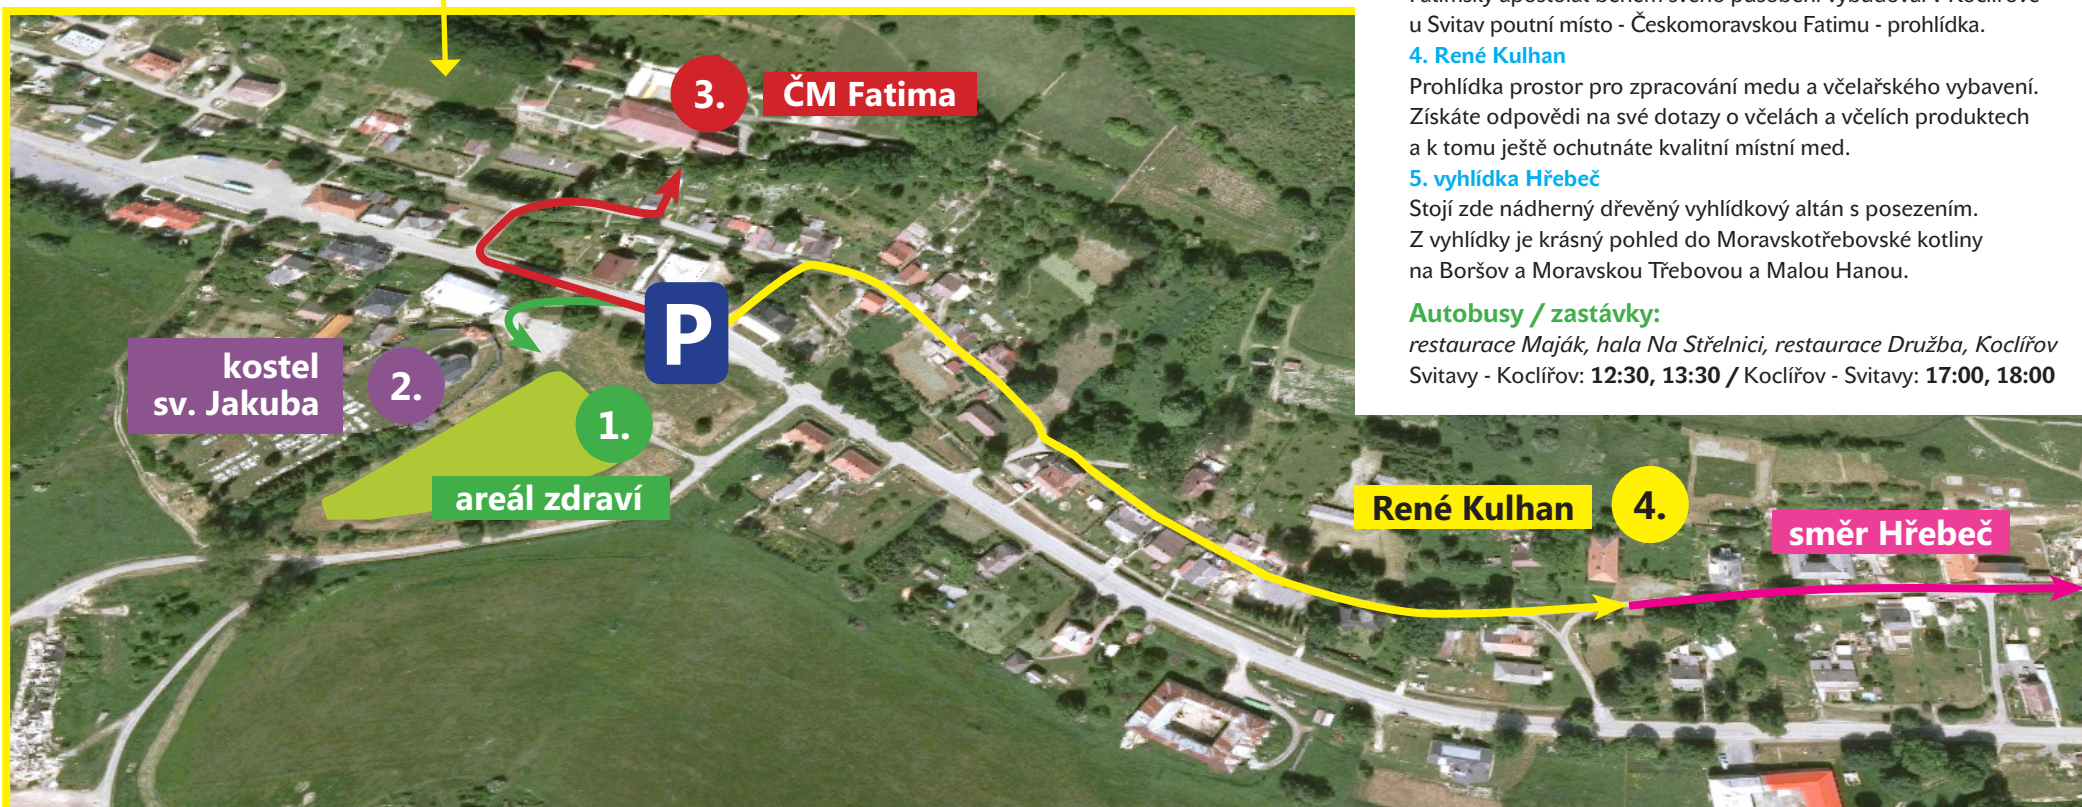 u Svitav poutní místo - Českomoravskou Fatimu - prohlídka.
4. René Kulhan
Prohlídka prostor pro zpracování medu a včelařského vybavení.
Získáte odpovědi na své dotazy o včelách a včelích produktech
a k tomu ještě ochutnáte kvalitní místní med.
5. vyhlídka Hřebeč
Stojí zde nádherný dřevěný vyhlídkový altán s posezením.
Z vyhlídky je krásný pohled do Moravskotřebovské kotliny
na Boršov a Moravskou Třebovou a Malou Hanou.
Autobusy / zastávky:
restaurace Maják, hala Na Střelnici, restaurace Družba, Koclířov
Svitavy - Koclířov: 12:30, 13:30 / Koclířov - Svitavy: 17:00, 18:00
3. ČM Fatima
P
kostel
sv. Jakuba
2.
1.
areál zdraví
René Kulhan 4.
směr Hřebeč